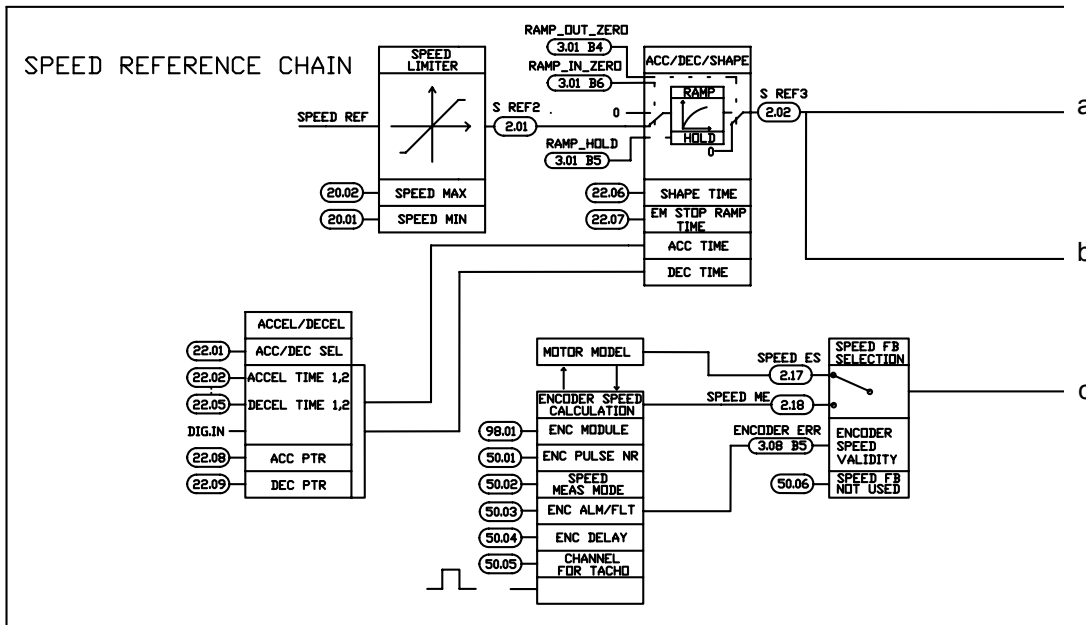 SPEED REFERENCE CHAIN
SPEED
LIMITER
SPEED REF
20.02
SPEED MAX
20.01
SPEED MIN
S REF2
2.01
RAMP_OUT_ZERO
3.01 B4
RAMP_IN_ZERO
3.01 B6
0
RAMP_HOLD
3.01 B5
ACC/DEC/SHAPE
RAMP
HOLD
0
22.06
SHAPE TIME
22.07
EM STOP RAMP
TIME
ACC TIME
DEC TIME
S REF3
2.02
a
b
ACCEL/DECEL
22.01
ACC/DEC SEL
22.02
ACCEL TIME 1,2
22.05
DECEL TIME 1,2
DIG.IN
22.08
ACC PTR
22.09
DEC PTR
MOTOR MODEL
ENCODER SPEED
CALCULATION
98.01
ENC MODULE
50.01
ENC PULSE NR
50.02
SPEED
MEAS MODE
50.03
ENC ALM/FLT
50.04
ENC DELAY
50.05
CHANNEL
FOR TACHO
SPEED ES
2.17
SPEED ME
2.18
ENCODER ERR
3.08 B5
50.06
SPEED FB
SELECTION
ENCODER
SPEED
VALIDITY
SPEED FB
NOT USED
c